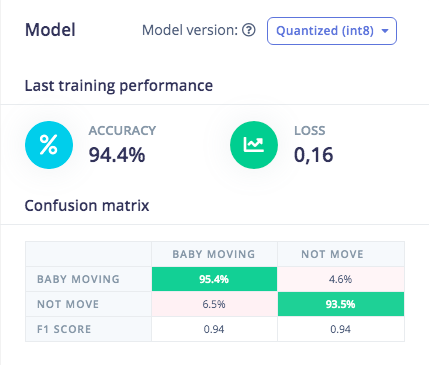 Model
Model version: Quantized (int8)
Last training performance
ACCURACY
94.4%
LOSS
0,16
Confusion matrix
BABY MOVING NOT MOVE
BABY MOVING 95.4% 4.6%
NOT MOVE 6.5% 93.5%
F1 SCORE 0.94 0.94